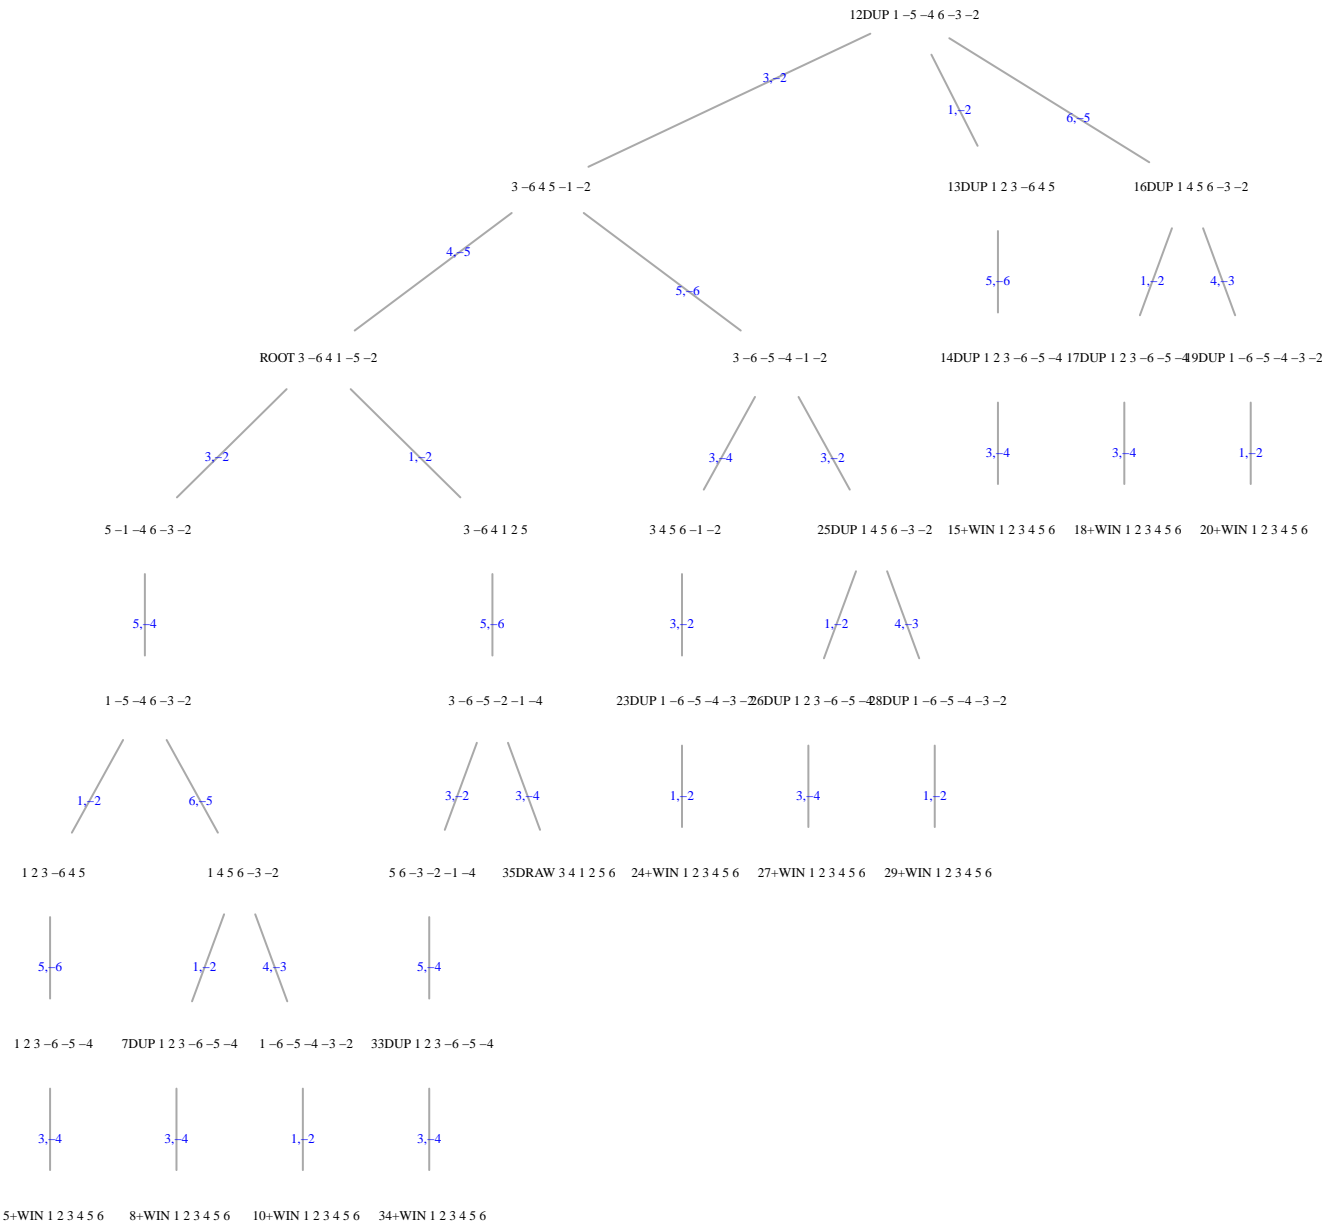 12DUP 1 –5 –4 6 –3 –2
3,–2
1,–2
6,–5
3 –6 4 5 –1 –2
13DUP 1 2 3 –6 4 5
16DUP 1 4 5 6 –3 –2
4,–5
5,–6
5,–6
1,–2
4,–3
ROOT 3 –6 4 1 –5 –2
3 –6 –5 –4 –1 –2
14DUP 1 2 3 –6 –5 –4
17DUP 1 2 3 –6 –5 –4
19DUP 1 –6 –5 –4 –3 –2
3,–2
1,–2
3,–4
3,–2
3,–4
3,–4
1,–2
5 –1 –4 6 –3 –2
3 –6 4 1 2 5
3 4 5 6 –1 –2
25DUP 1 4 5 6 –3 –2
15+WIN 1 2 3 4 5 6
18+WIN 1 2 3 4 5 6
20+WIN 1 2 3 4 5 6
5,–4
5,–6
3,–2
1,–2
4,–3
1 –5 –4 6 –3 –2
3 –6 –5 –2 –1 –4
23DUP 1 –6 –5 –4 –3 –2
26DUP 1 2 3 –6 –5 –4
28DUP 1 –6 –5 –4 –3 –2
1,–2
6,–5
3,–2
3,–4
1,–2
3,–4
1,–2
1 2 3 –6 4 5
1 4 5 6 –3 –2
5 6 –3 –2 –1 –4
35DRAW 3 4 1 2 5 6
24+WIN 1 2 3 4 5 6
27+WIN 1 2 3 4 5 6
29+WIN 1 2 3 4 5 6
5,–6
1,–2
4,–3
5,–4
1 2 3 –6 –5 –4
7DUP 1 2 3 –6 –5 –4
1 –6 –5 –4 –3 –2
33DUP 1 2 3 –6 –5 –4
3,–4
3,–4
1,–2
3,–4
5+WIN 1 2 3 4 5 6
8+WIN 1 2 3 4 5 6
10+WIN 1 2 3 4 5 6
34+WIN 1 2 3 4 5 6